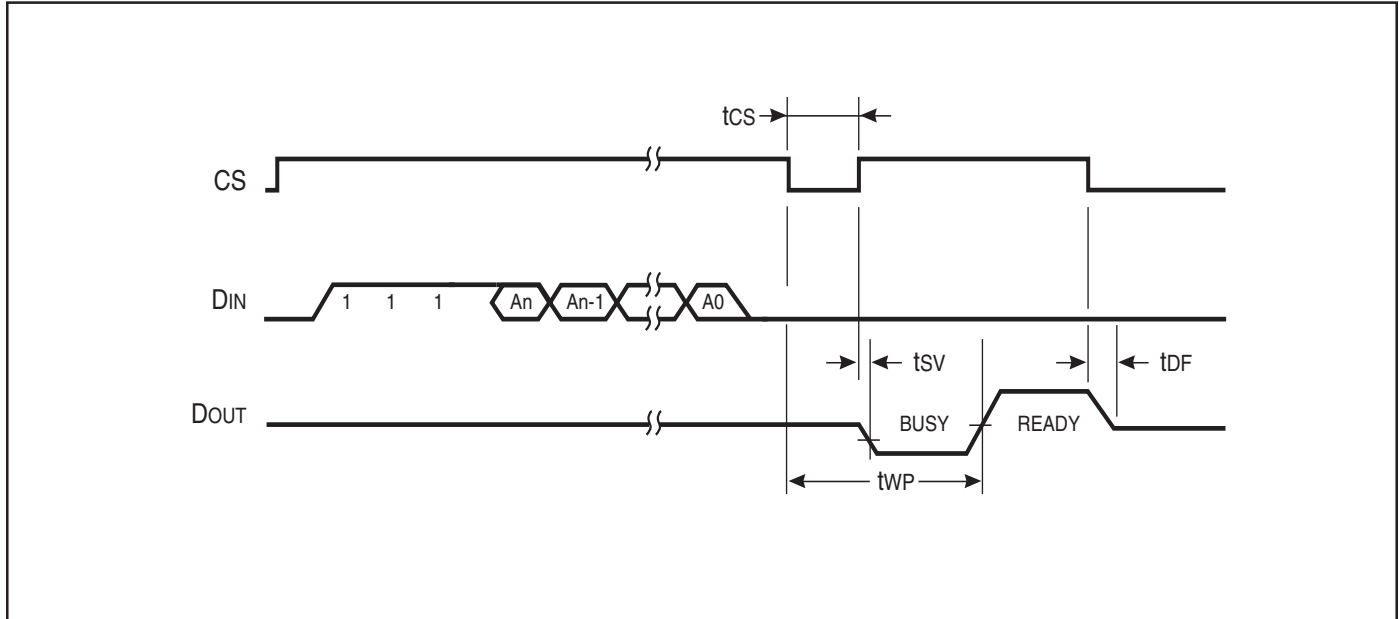 tCS
CS
DIN
1 1 1 An An-1 A0
tSV
tDF
DOUT
BUSY
READY
tWP